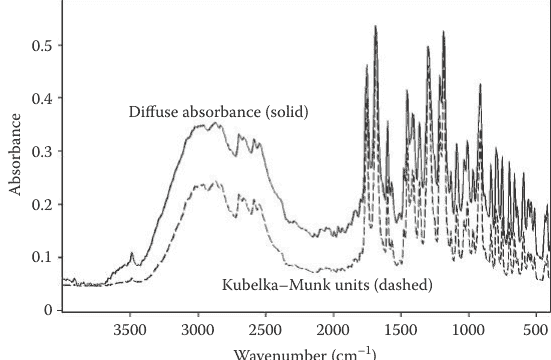 0.5
0.4
Diffuse absorbance (solid)
0.3
Absorbance
0.2
0.1
Kubelka–Munk units (dashed)
0
3500 3000 2500 2000 1500 1000 500
Wavenumber (cm⁻¹)